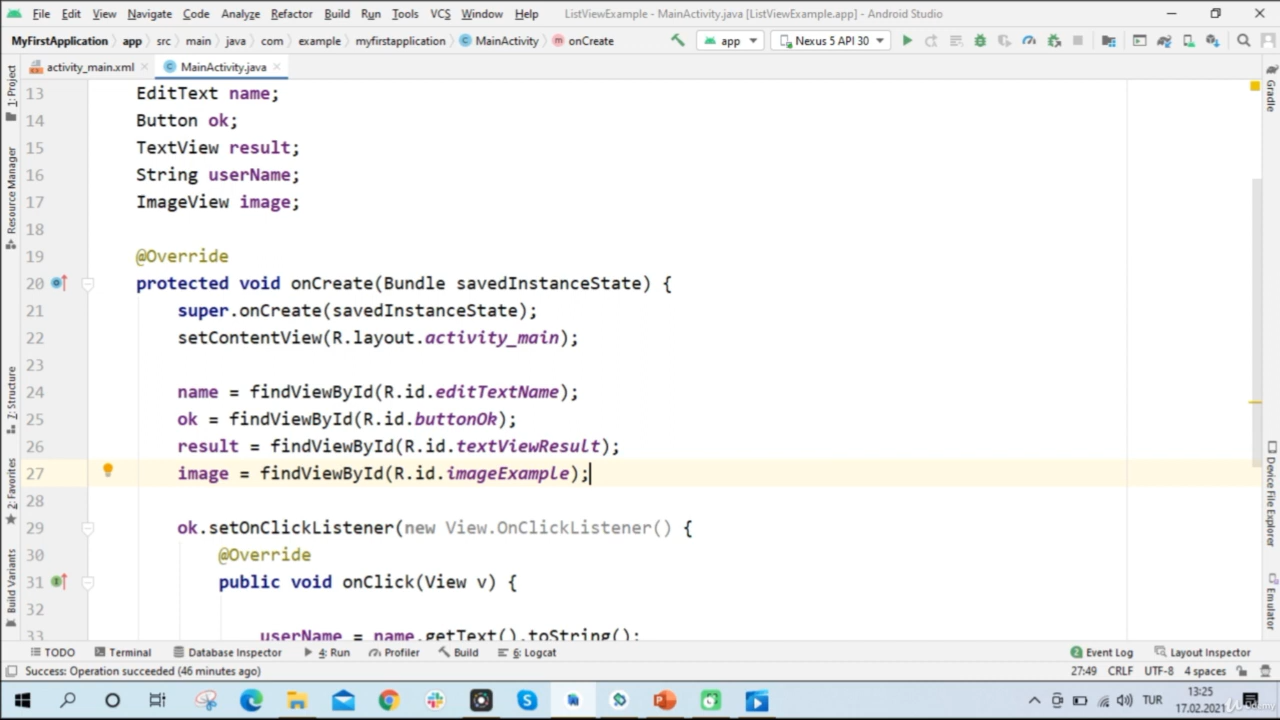 File Edit View Navigate Code Analyze Refactor Build Run Tools VCS Window Help ListViewExample - MainActivity.java [ListViewExample.app] - Android Studio
MyFirstApplication app src main java com example myfirstapplication MainActivity onCreate app Nexus 5 API 30
activity_main.xml MainActivity.java
1: Project
Resource Manager
Z: Structure
2: Favorites
Build Variants
Gradle
Device File Explorer
Emulator
13 EditText name;
14 Button ok;
15 TextView result;
16 String userName;
17 ImageView image;
18
19 @Override
20 protected void onCreate(Bundle savedInstanceState) {
21 super.onCreate(savedInstanceState);
22 setContentView(R.layout.activity_main);
23
24 name = findViewById(R.id.editTextName);
25 ok = findViewById(R.id.buttonOk);
26 result = findViewById(R.id.textViewResult);
27 image = findViewById(R.id.imageExample);
28
29 ok.setOnClickListener(new View.OnClickListener() {
30 @Override
31 public void onClick(View v) {
32
33 userName = name.getText().toString();
TODO Terminal Database Inspector 4: Run Profiler Build 6: Logcat Event Log Layout Inspector
Success: Operation succeeded (46 minutes ago) 27:49 CRLF UTF-8 4 spaces
TUR 13:25
17.02.2021
Udemy